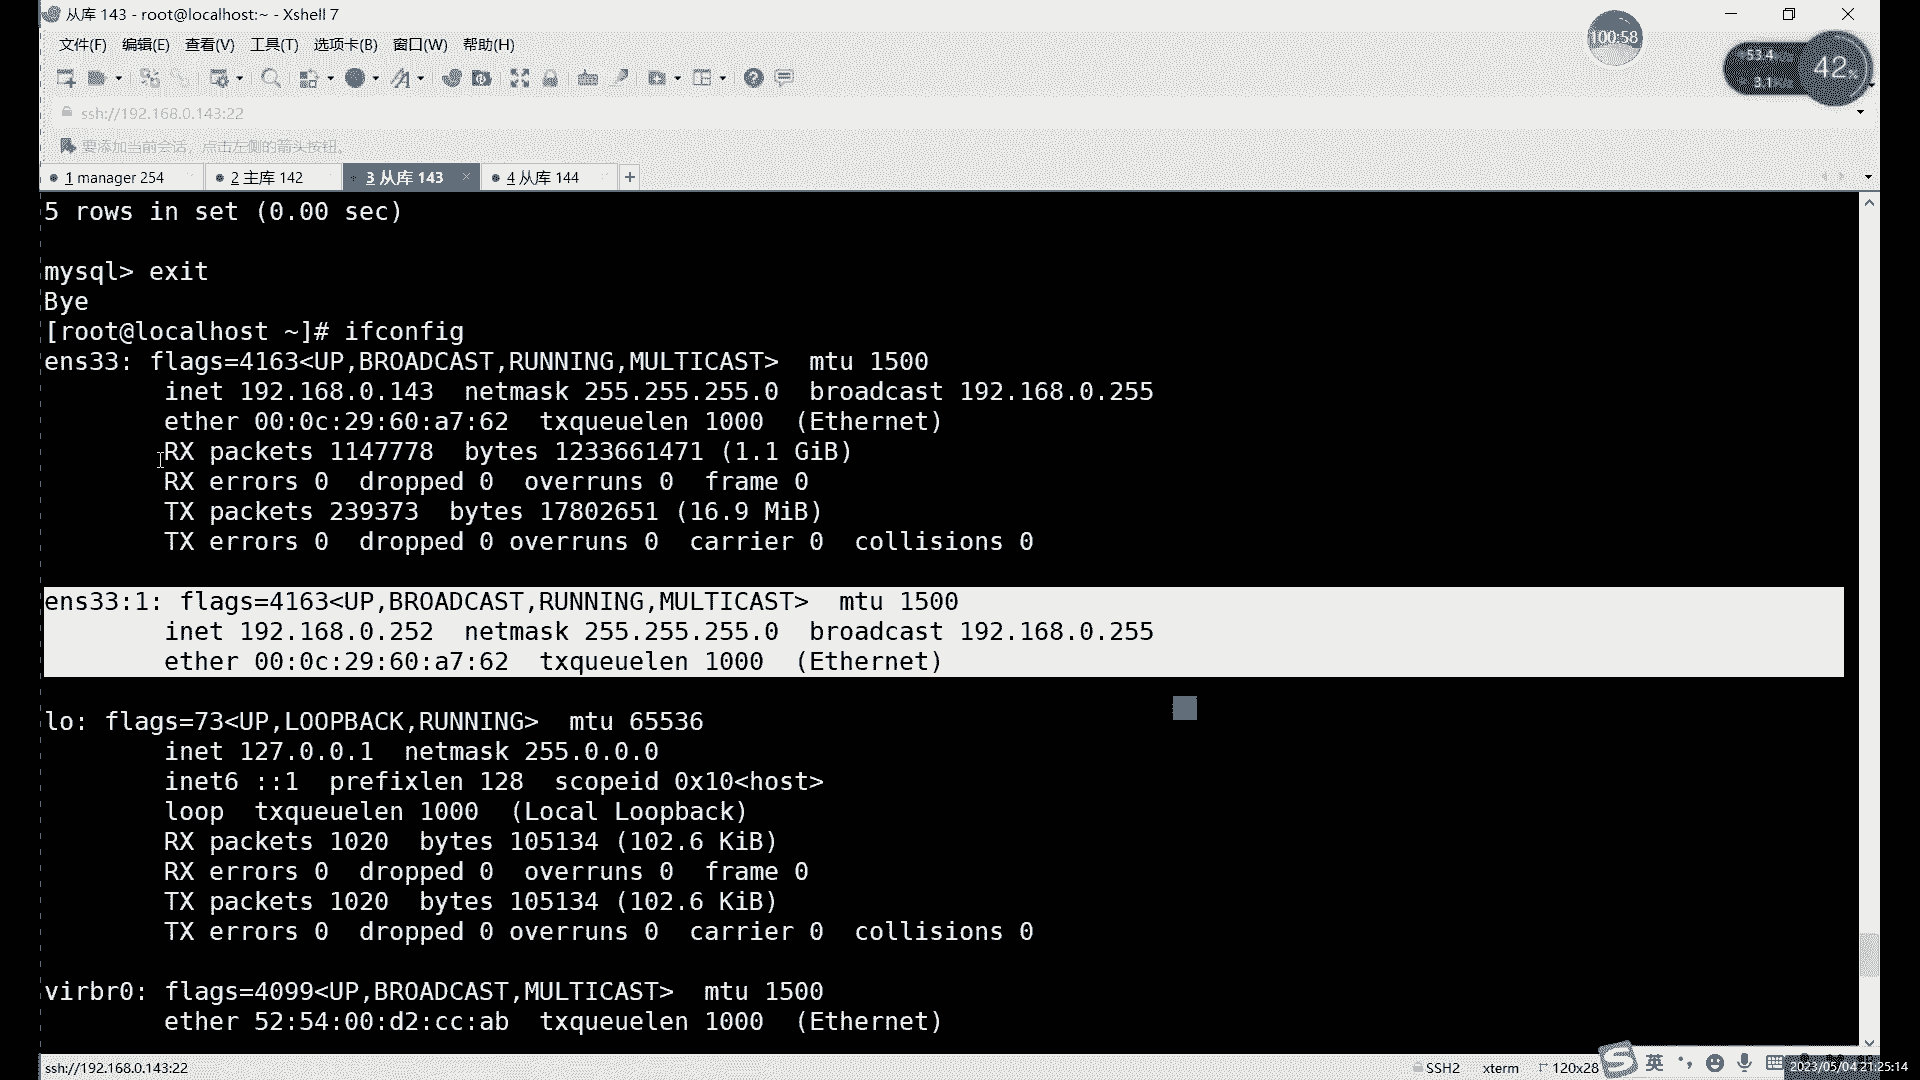 从库 143 - root@localhost:~ - Xshell 7
文件(F) 编辑(E) 查看(V) 工具(T) 选项卡(B) 窗口(W) 帮助(H)
100:58
53.4
3.1
42%
ssh://192.168.0.143:22
要添加当前会话，点击左侧的箭头按钮。
1 manager 254
2 主库 142
3 从库 143
4 从库 144
5 rows in set (0.00 sec)
mysql> exit
Bye
[root@localhost ~]# ifconfig
ens33: flags=4163<UP,BROADCAST,RUNNING,MULTICAST>  mtu 1500
inet 192.168.0.143  netmask 255.255.255.0  broadcast 192.168.0.255
ether 00:0c:29:60:a7:62  txqueuelen 1000  (Ethernet)
RX packets 1147778  bytes 1233661471 (1.1 GiB)
RX errors 0  dropped 0  overruns 0  frame 0
TX packets 239373  bytes 17802651 (16.9 MiB)
TX errors 0  dropped 0 overruns 0  carrier 0  collisions 0
ens33:1: flags=4163<UP,BROADCAST,RUNNING,MULTICAST>  mtu 1500
inet 192.168.0.252  netmask 255.255.255.0  broadcast 192.168.0.255
ether 00:0c:29:60:a7:62  txqueuelen 1000  (Ethernet)
lo: flags=73<UP,LOOPBACK,RUNNING>  mtu 65536
inet 127.0.0.1  netmask 255.0.0.0
inet6 ::1  prefixlen 128  scopeid 0x10<host>
loop  txqueuelen 1000  (Local Loopback)
RX packets 1020  bytes 105134 (102.6 KiB)
RX errors 0  dropped 0  overruns 0  frame 0
TX packets 1020  bytes 105134 (102.6 KiB)
TX errors 0  dropped 0 overruns 0  carrier 0  collisions 0
virbr0: flags=4099<UP,BROADCAST,MULTICAST>  mtu 1500
ether 52:54:00:d2:cc:ab  txqueuelen 1000  (Ethernet)
ssh://192.168.0.143:22
SSH2
xterm
120x28
英
2023/05/04 21:25:14